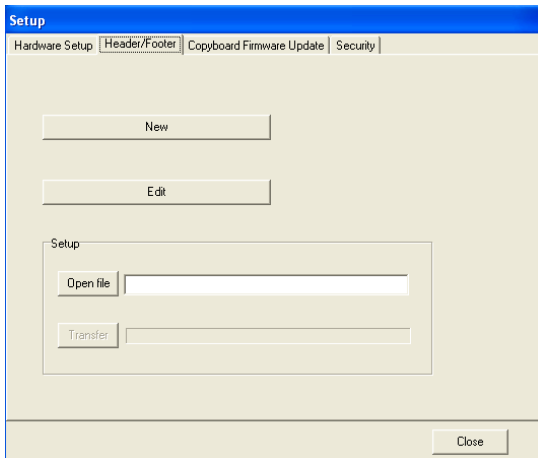 Setup
Hardware Setup Header/Footer Copyboard Firmware Update Security
New
Edit
Setup
Open file
Transfer
Close